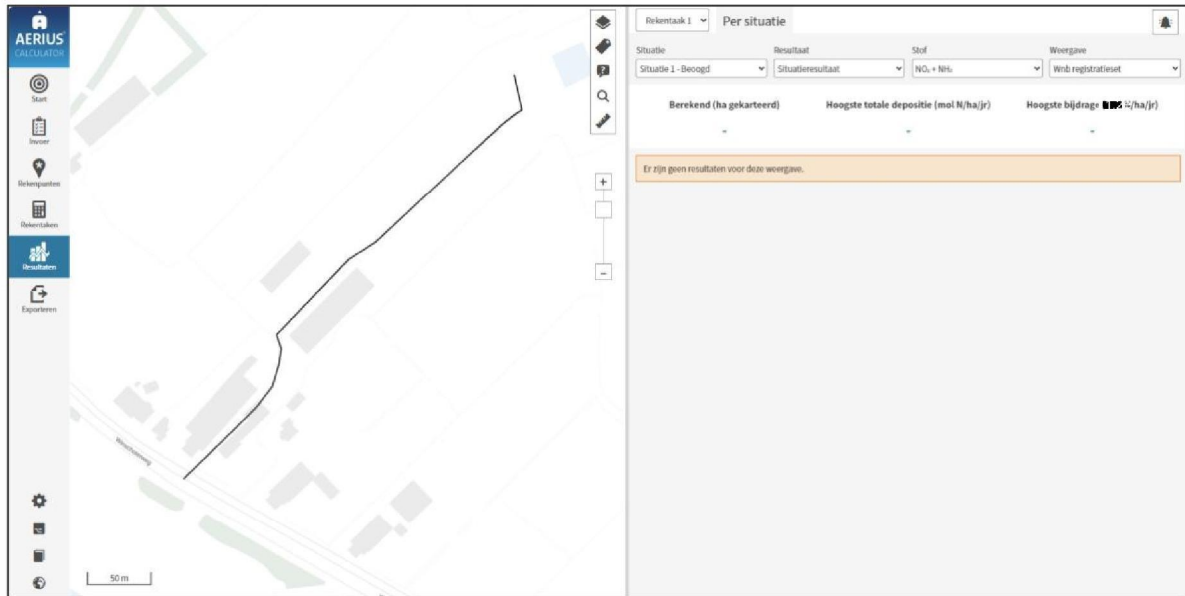 AERIUS
CALCULATOR
Start
Invoer
Rekenpunten
Rekentaken
Resultaten
Exporteren
50 m
Rekentaak 1
Per situatie
Situatie
Resultaat
Stof
Weergave
Situatie 1 - Beoogd
Situatieresultaat
NOₓ + NH₃
Wnb registratieset
Berekend (ha gekarteerd)
Hoogste totale depositie (mol N/ha/jr)
Hoogste bijdrage /ha/jr)
-
-
-
Er zijn geen resultaten voor deze weergave.